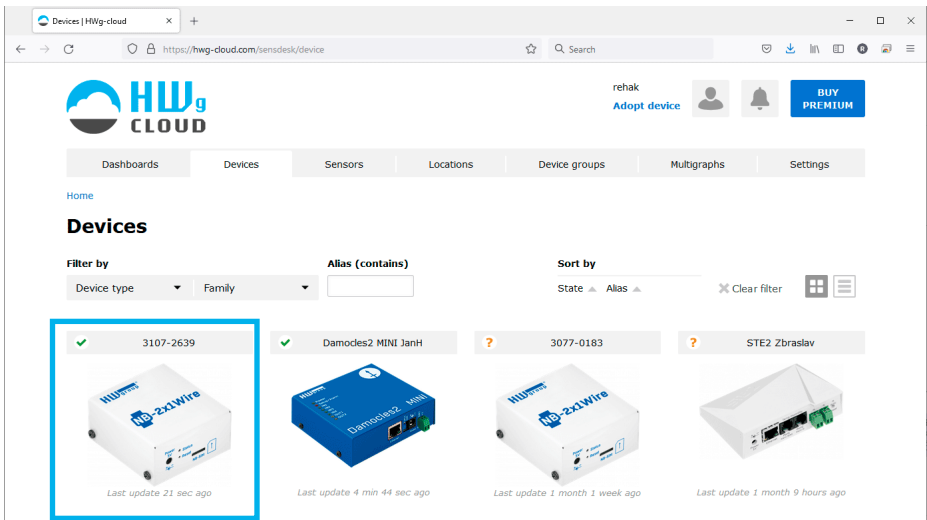 Devices | HWg-cloud
https://hwg-cloud.com/sensdesk/device
Search
HWg
CLOUD
rehak
Adopt device
BUY
PREMIUM
Dashboards
Devices
Sensors
Locations
Device groups
Multigraphs
Settings
Home
Devices
Filter by
Alias (contains)
Sort by
Device type
Family
State
Alias
Clear filter
3107-2639
Damocles2 MINI JanH
3077-0183
STE2 Zbraslav
HWgroup
NB-2x1Wire
HWgroup
Damocles2 MINI
HWgroup
NB-2x1Wire
Last update 21 sec ago
Last update 4 min 44 sec ago
Last update 1 month 1 week ago
Last update 1 month 9 hours ago